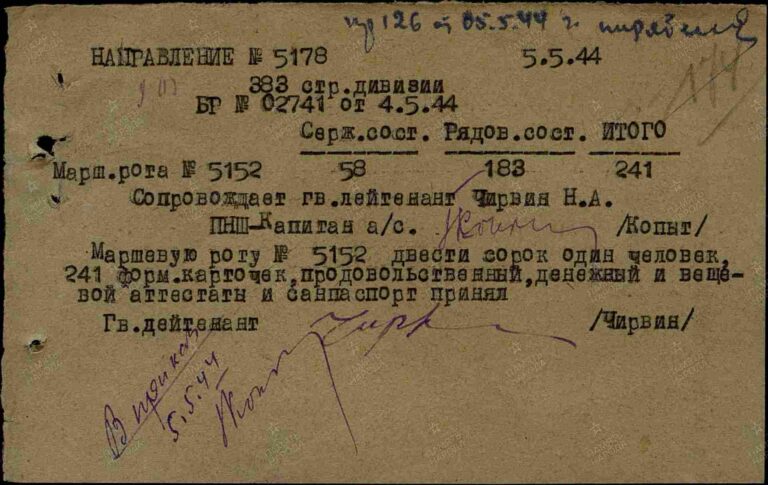 пр 126 от 05.5.44 г.
174
НАПРАВЛЕНИЕ № 5178 5.5.44
383 стр.дивизии
БР № 02741 от 4.5.44
Серж.сост. Рядов.сост. ИТОГО
Марш.рота № 5152 58 183 241
Сопровождает гв.лейтенант Чирвин Н.А.
ПНШ-Капитан а/с. /Копыт/
Маршевую роту № 5152 двести сорок один человек,
241 форм.карточек,продовольственный,денежный и веще-
вой аттестаты и санпаспорт принял
Гв.лейтенант /Чирвин/
В приказ
5.5.44